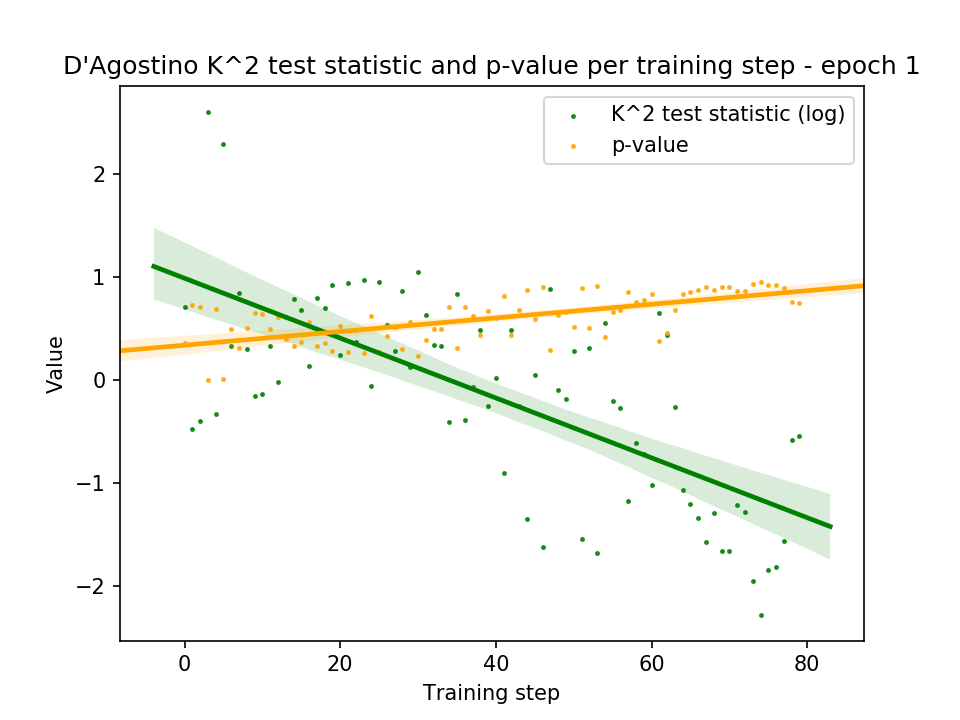 D'Agostino K^2 test statistic and p-value per training step - epoch 1
K^2 test statistic (log)
p-value
Value
2
1
0
−1
−2
0 20 40 60 80
Training step